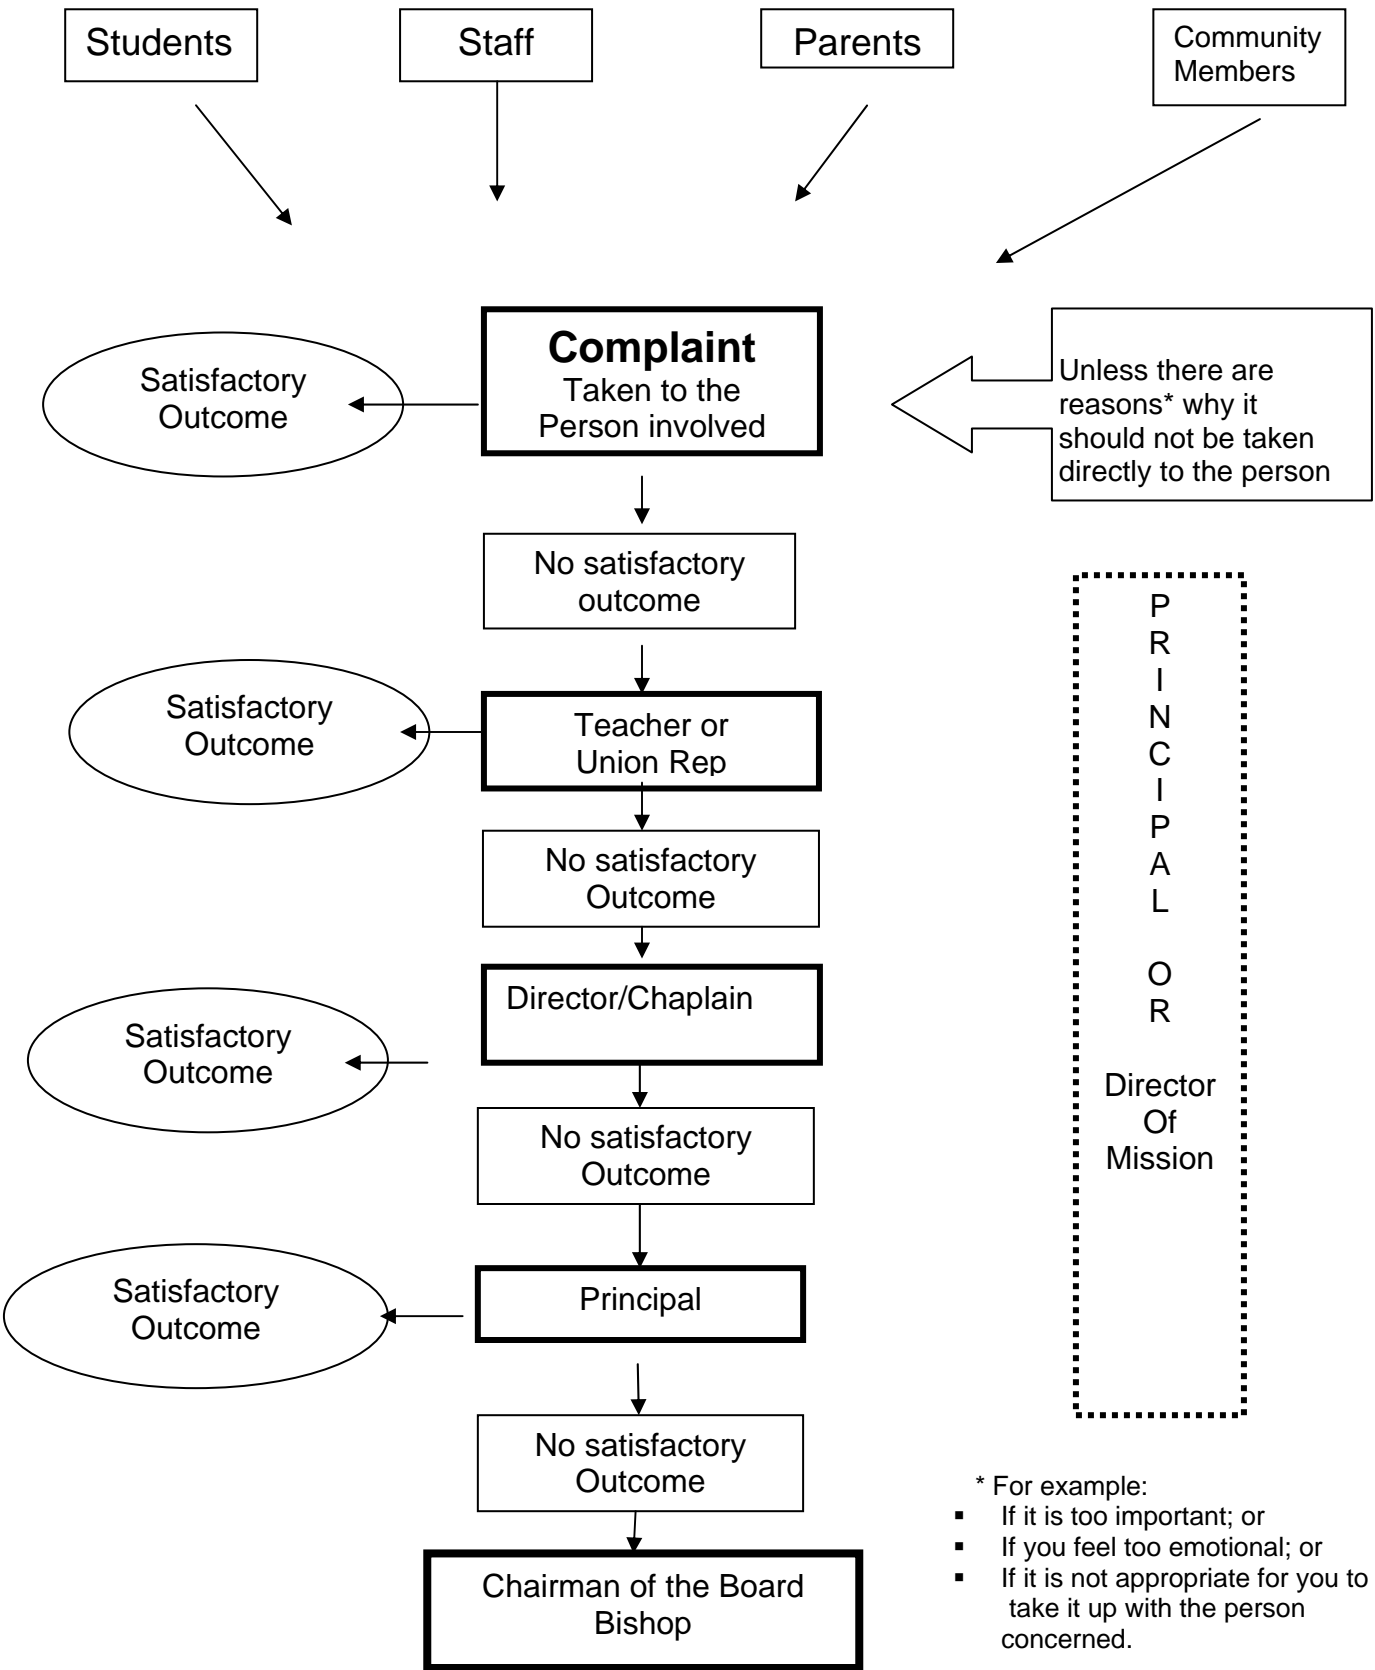 Students
Staff
Parents
Community
Members
Complaint
Taken to the
Person involved
Satisfactory
Outcome
Unless there are
reasons* why it
should not be taken
directly to the person
No satisfactory
outcome
Teacher or
Union Rep
Satisfactory
Outcome
No satisfactory
Outcome
Director/Chaplain
Satisfactory
Outcome
No satisfactory
Outcome
Principal
Satisfactory
Outcome
No satisfactory
Outcome
Chairman of the Board
Bishop
P
R
I
N
C
I
P
A
L
O
R
Director
Of
Mission
* For example:
▪ If it is too important; or
▪ If you feel too emotional; or
▪ If it is not appropriate for you to
take it up with the person
concerned.